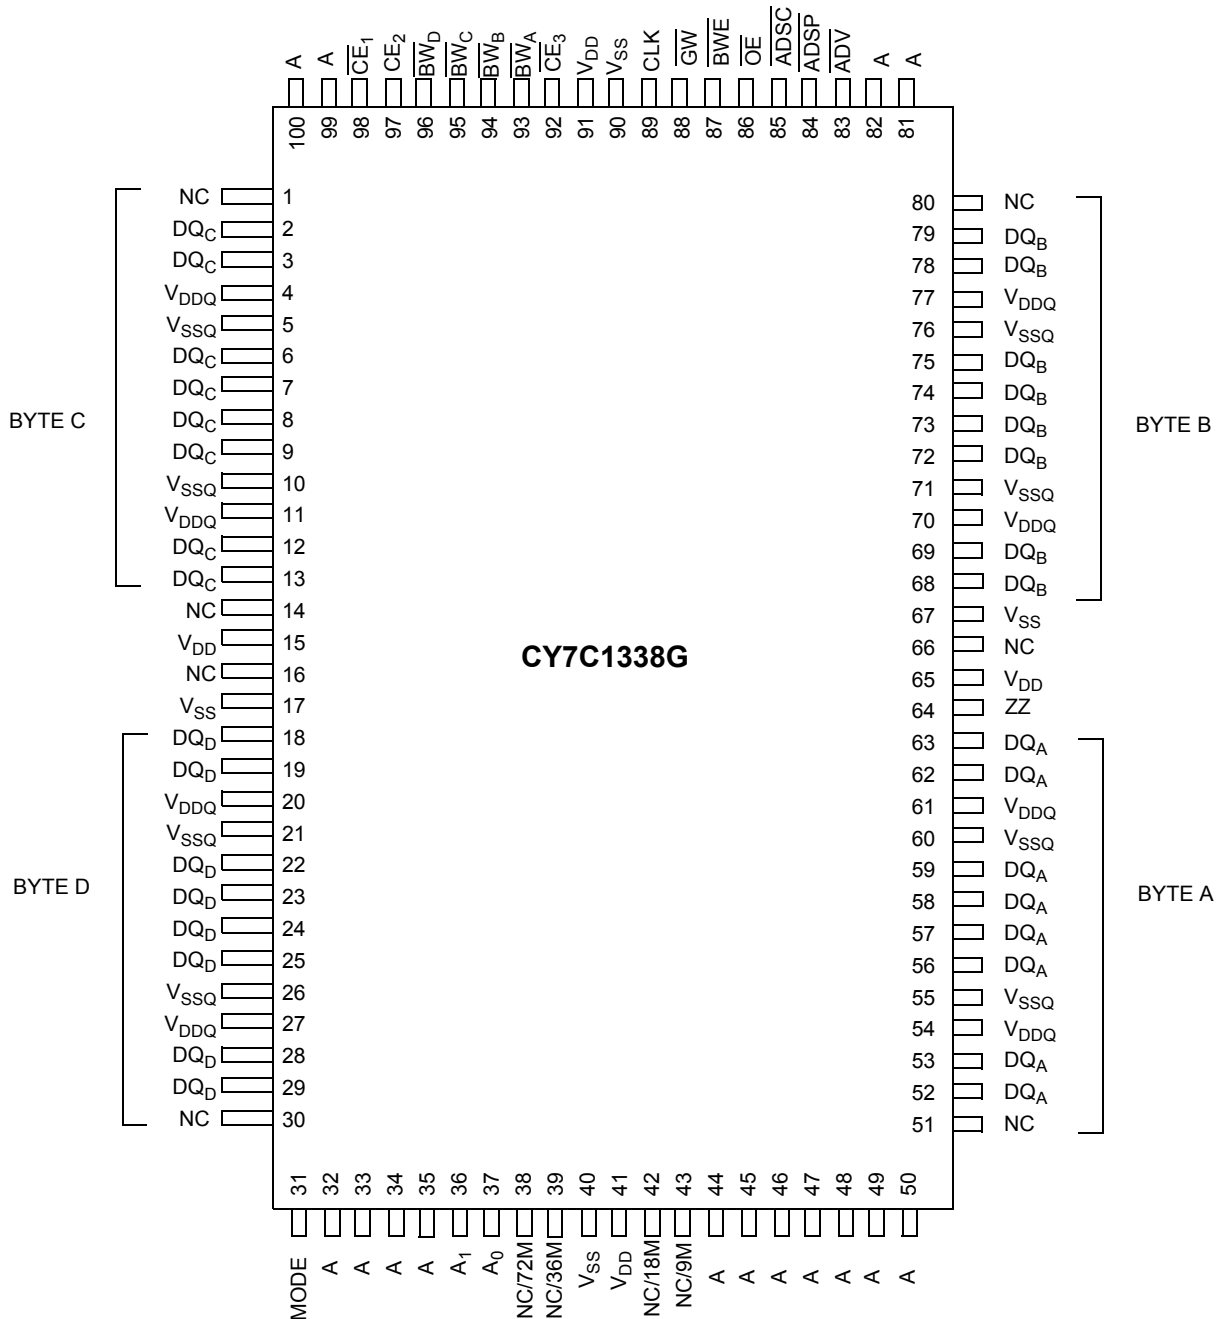 A A CE1 CE2 BWD BWC BWB BWA CE3 VDD VSS CLK GW BWE OE ADSC ADSP ADV A A
100 99 98 97 96 95 94 93 92 91 90 89 88 87 86 85 84 83 82 81
NC 1
DQC 2
DQC 3
VDDQ 4
VSSQ 5
DQC 6
DQC 7
DQC 8
DQC 9
VSSQ 10
VDDQ 11
DQC 12
DQC 13
NC 14
VDD 15
NC 16
VSS 17
DQD 18
DQD 19
VDDQ 20
VSSQ 21
DQD 22
DQD 23
DQD 24
DQD 25
VSSQ 26
VDDQ 27
DQD 28
DQD 29
NC 30
BYTE C
BYTE D
CY7C1338G
80 NC
79 DQB
78 DQB
77 VDDQ
76 VSSQ
75 DQB
74 DQB
73 DQB
72 DQB
71 VSSQ
70 VDDQ
69 DQB
68 DQB
67 VSS
66 NC
65 VDD
64 ZZ
63 DQA
62 DQA
61 VDDQ
60 VSSQ
59 DQA
58 DQA
57 DQA
56 DQA
55 VSSQ
54 VDDQ
53 DQA
52 DQA
51 NC
BYTE B
BYTE A
31 32 33 34 35 36 37 38 39 40 41 42 43 44 45 46 47 48 49 50
MODE A A A A A1 A0 NC/72M NC/36M VSS VDD NC/18M NC/9M A A A A A A A